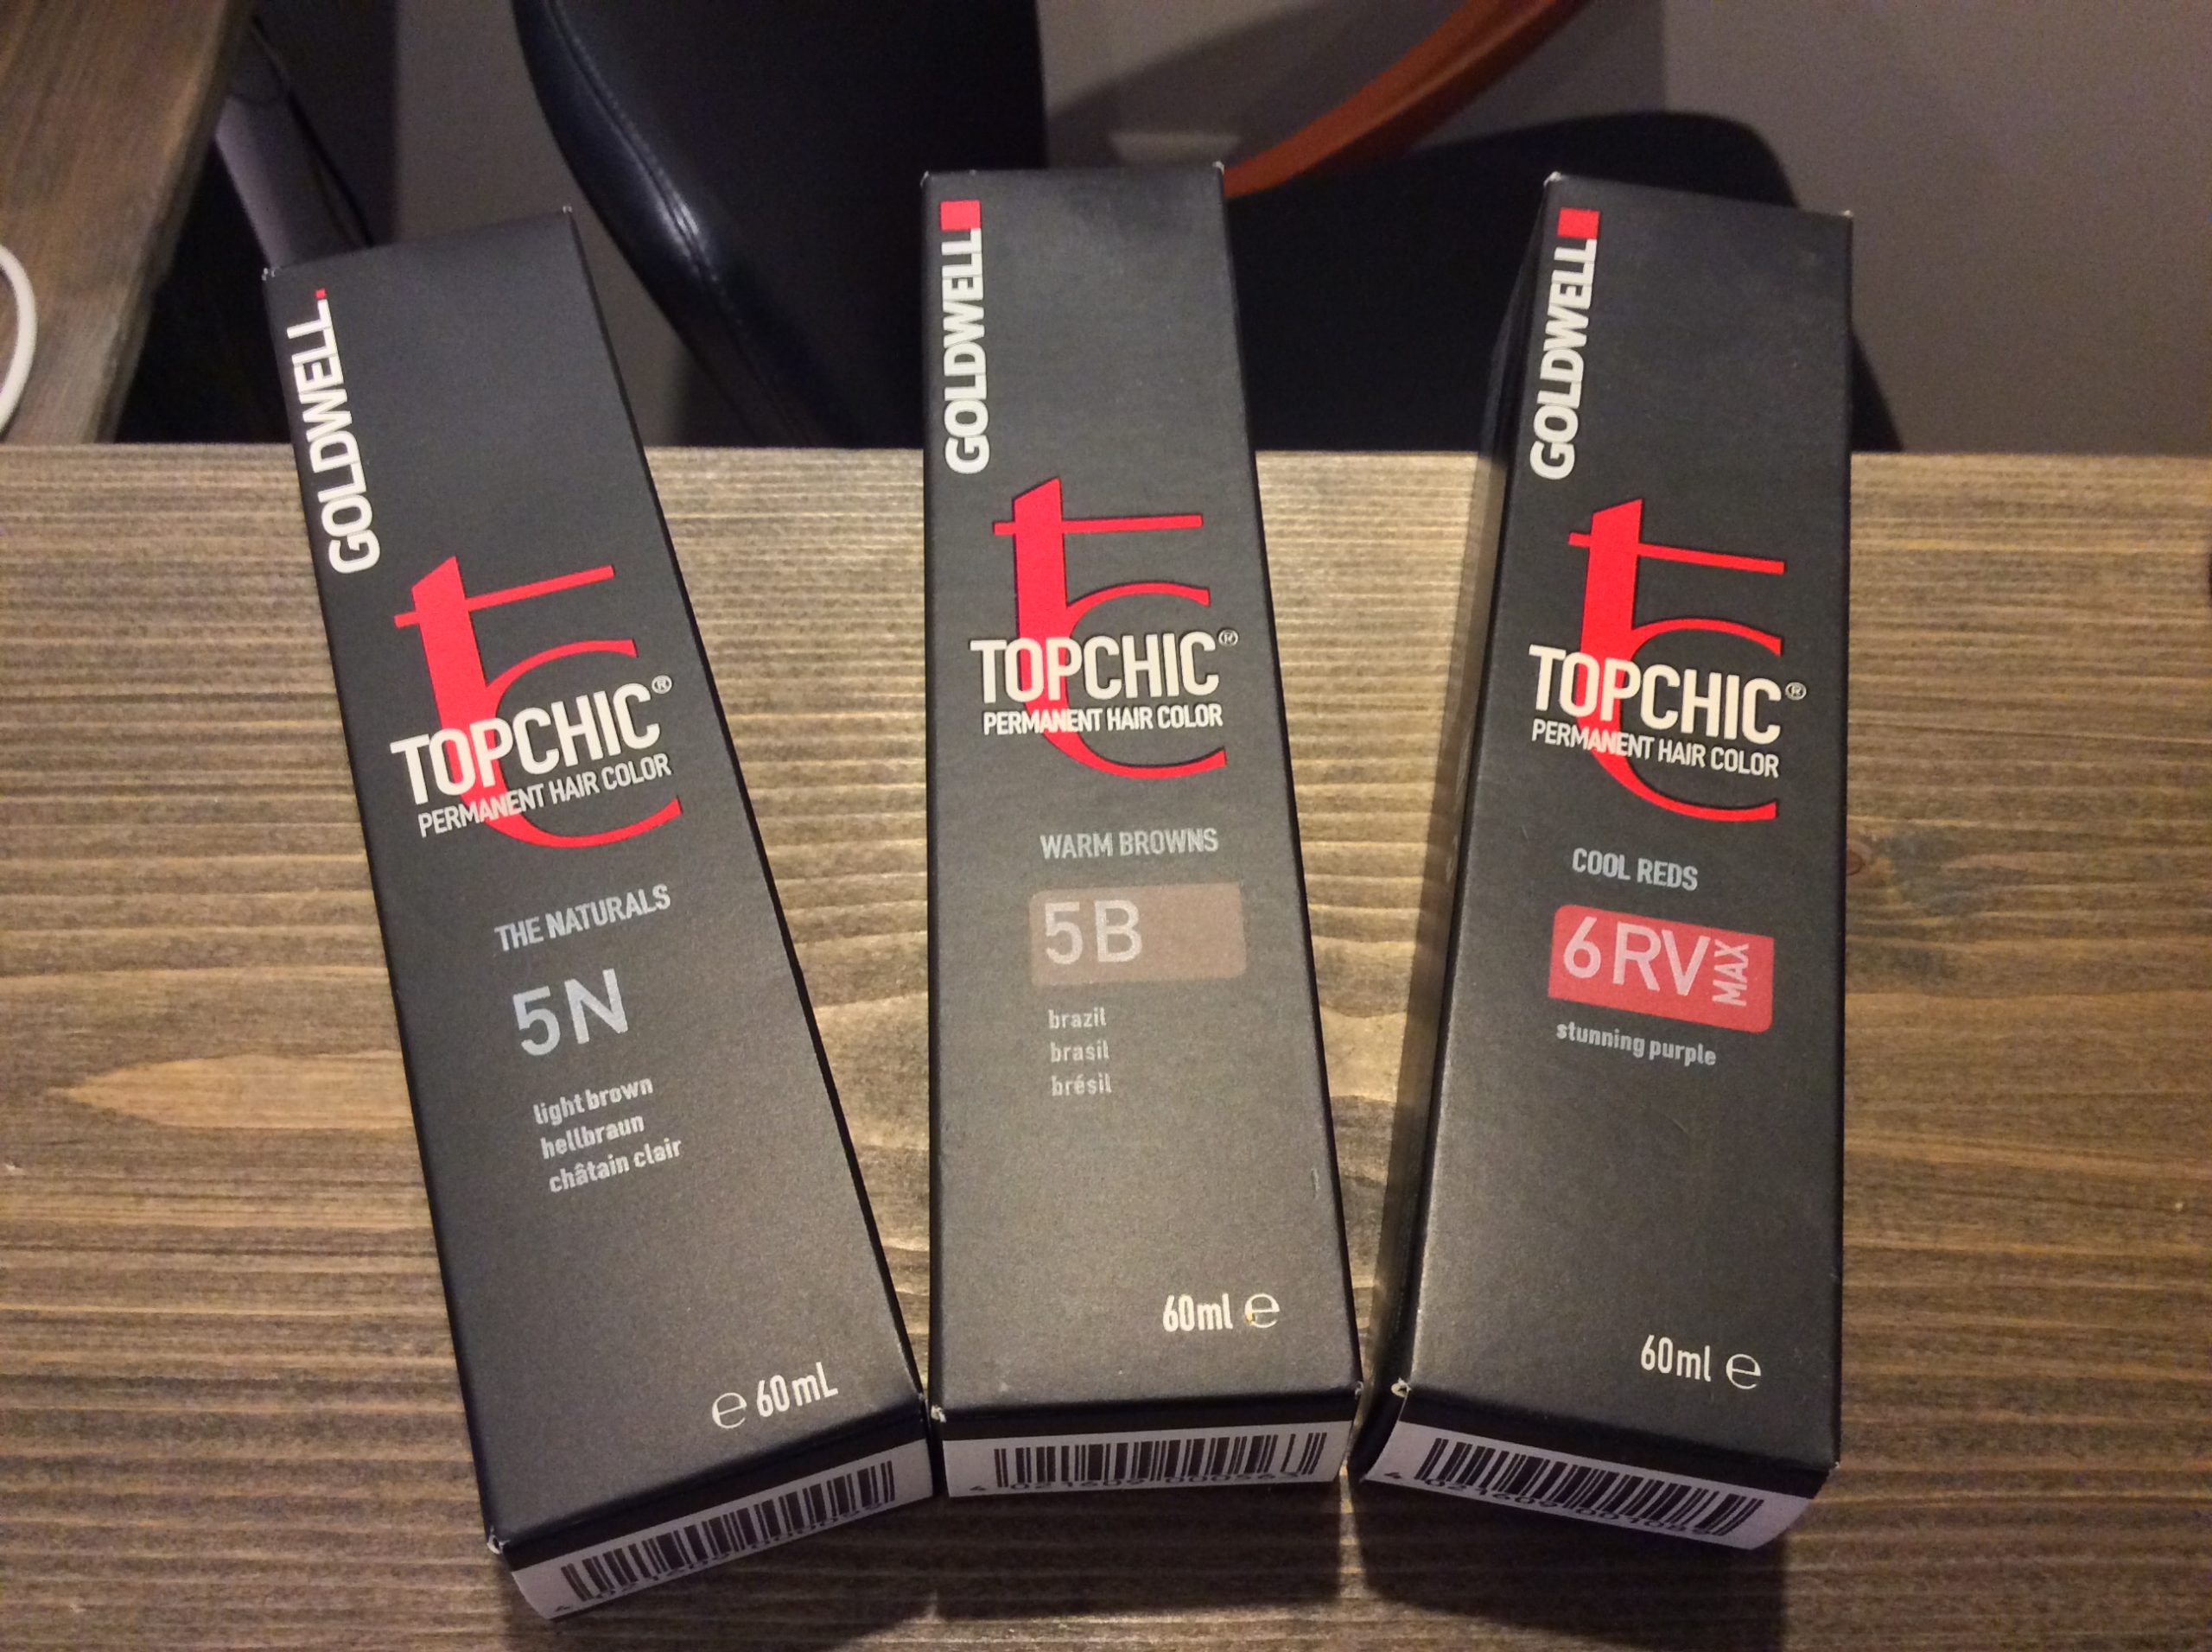 GOLDWELL.
TOPCHIC®
PERMANENT HAIR COLOR
THE NATURALS
5N
light brown
hellbraun
châtain clair
℮ 60mL
GOLDWELL
TOPCHIC®
PERMANENT HAIR COLOR
WARM BROWNS
5B
brazil
brasil
brésil
60ml ℮
GOLDWELL
TOPCHIC®
PERMANENT HAIR COLOR
COOL REDS
6RV MAX
stunning purple
60ml ℮